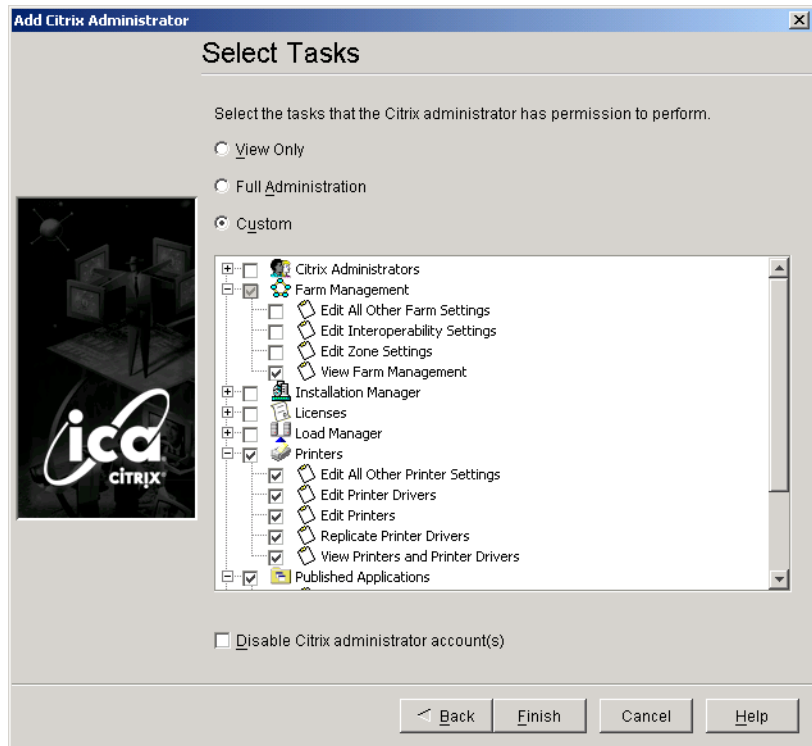 Add Citrix Administrator
Select Tasks
Select the tasks that the Citrix administrator has permission to perform.
View Only
Full Administration
Custom
Citrix Administrators
Farm Management
Edit All Other Farm Settings
Edit Interoperability Settings
Edit Zone Settings
View Farm Management
Installation Manager
Licenses
Load Manager
Printers
Edit All Other Printer Settings
Edit Printer Drivers
Edit Printers
Replicate Printer Drivers
View Printers and Printer Drivers
Published Applications
ica
CITRIX
Disable Citrix administrator account(s)
< Back
Finish
Cancel
Help